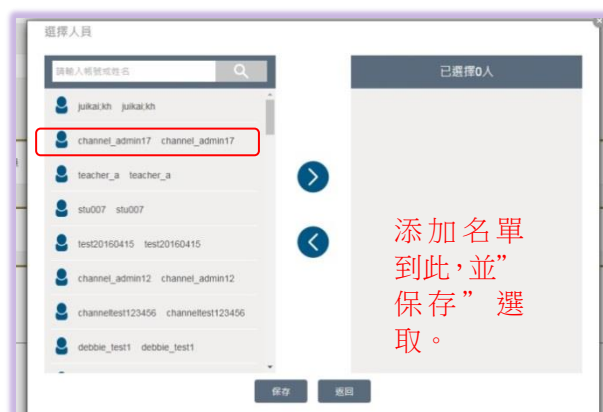 選擇人員
請輸入帳號或姓名
已選擇0人
juikai;kh juikai;kh
channel_admin17 channel_admin17
teacher_a teacher_a
stu007 stu007
test20160415 test20160415
channel_admin12 channel_admin12
channeltest123456 channeltest123456
debbie_test1 debbie_test1
添加名單
到此，並”
保存”選
取。
保存 返回